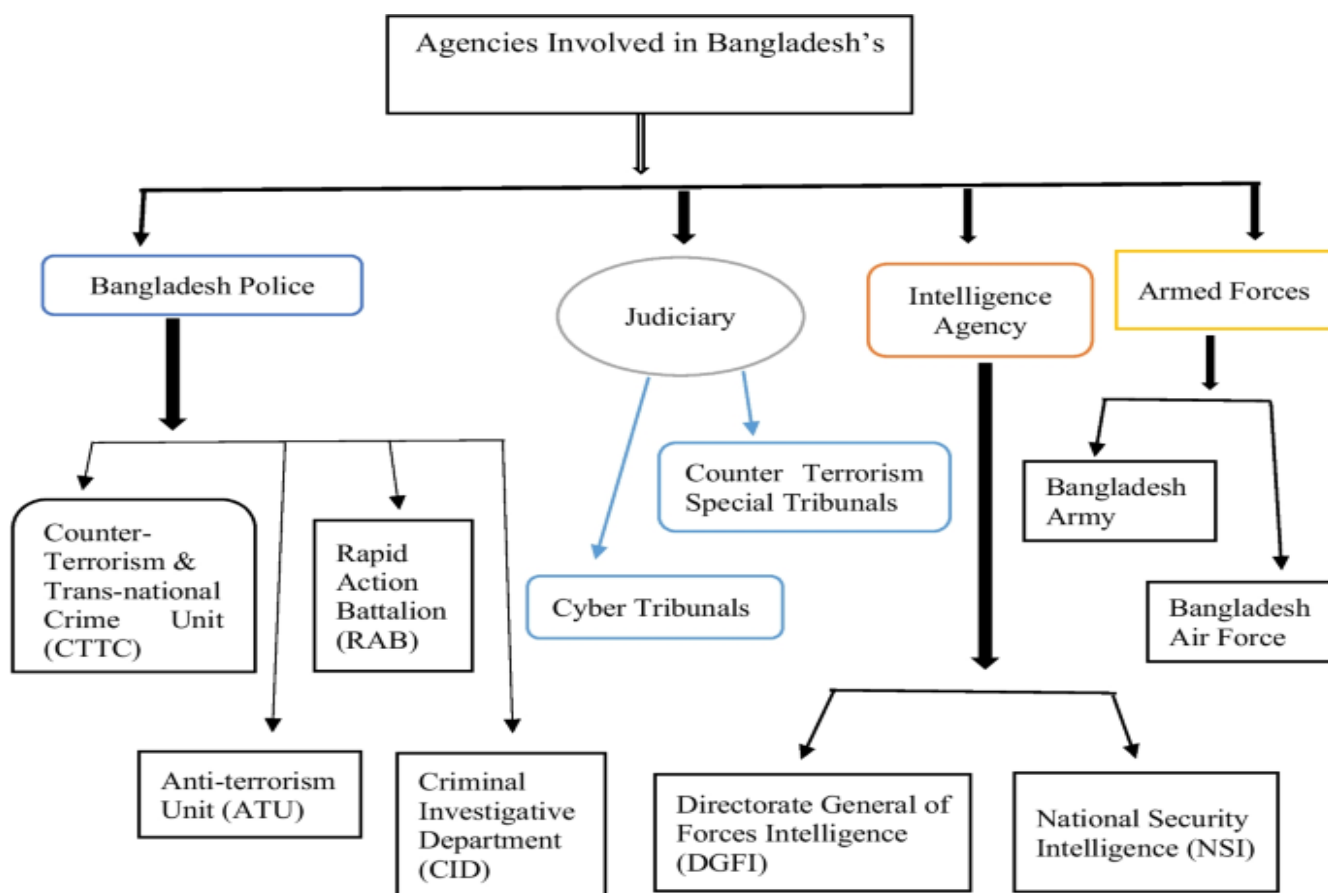 Agencies Involved in Bangladesh’s
Bangladesh Police
Judiciary
Intelligence
Agency
Armed Forces
Counter-
Terrorism &
Trans-national
Crime Unit
(CTTC)
Rapid
Action
Battalion
(RAB)
Counter Terrorism
Special Tribunals
Cyber Tribunals
Bangladesh
Army
Bangladesh
Air Force
Anti-terrorism
Unit (ATU)
Criminal
Investigative
Department
(CID)
Directorate General of
Forces Intelligence
(DGFI)
National Security
Intelligence (NSI)